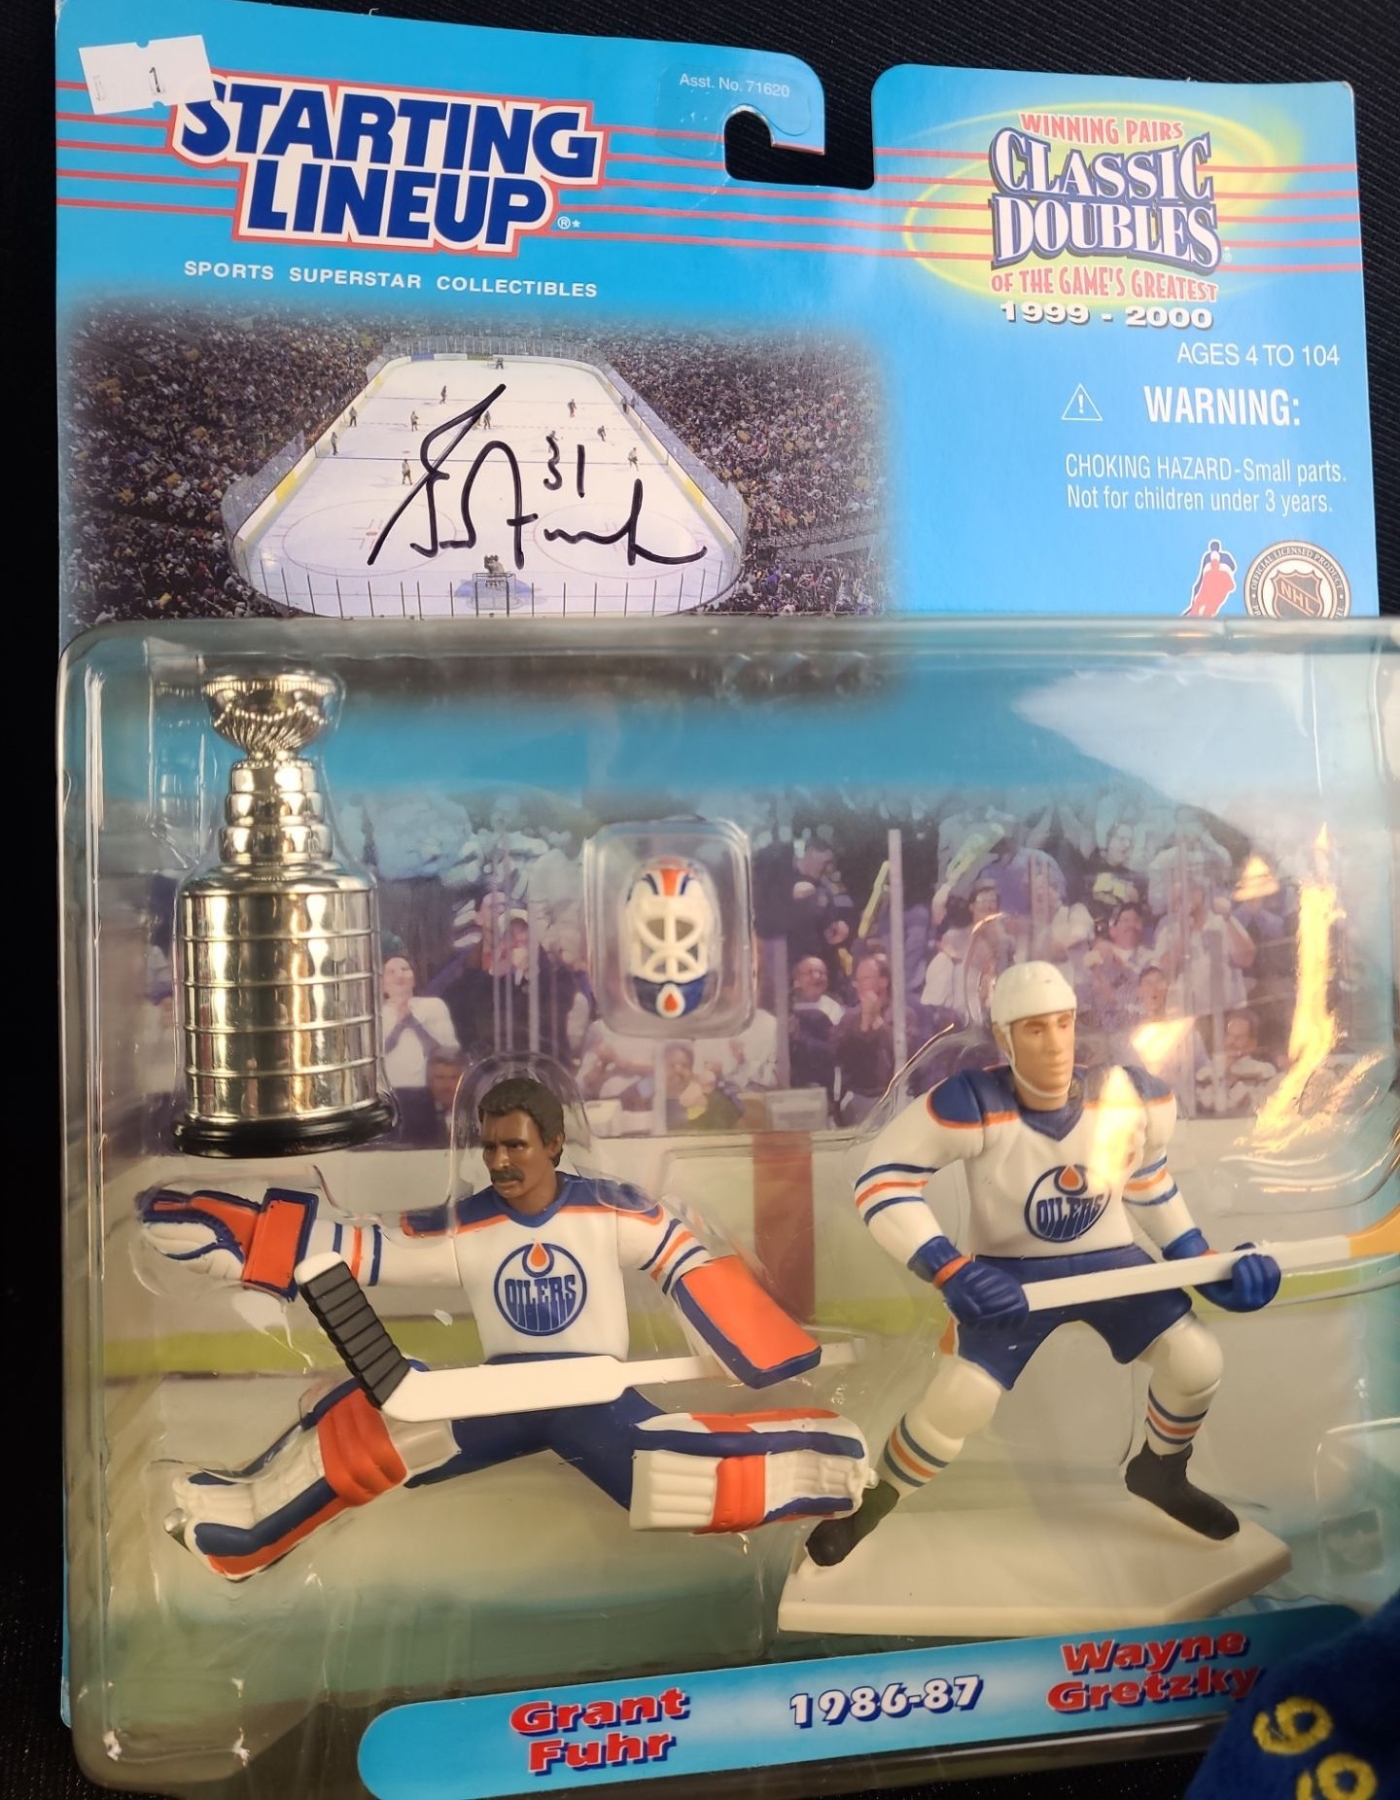 1
STARTING
LINEUP®*
SPORTS SUPERSTAR COLLECTIBLES
Asst. No. 71620
WINNING PAIRS
CLASSIC
DOUBLES
OF THE GAME'S GREATEST
1999 - 2000
AGES 4 TO 104
WARNING:
CHOKING HAZARD-Small parts.
Not for children under 3 years.
31
NHL
OILERS
OILERS
Grant
Fuhr
1986-87
Wayne
Gretzky